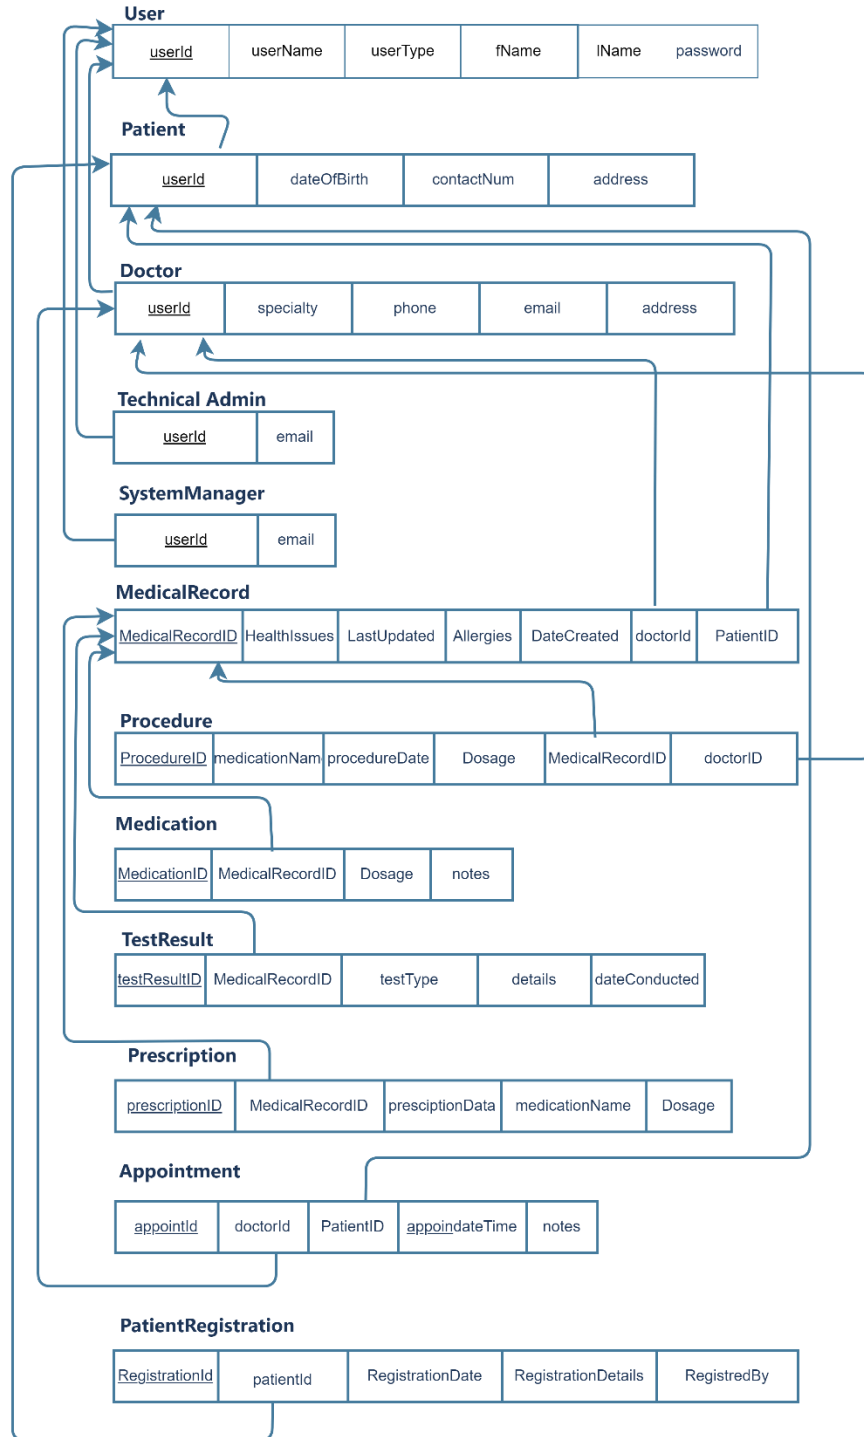 User
userId userName userType fName lName password
Patient
userId dateOfBirth contactNum address
Doctor
userId specialty phone email address
Technical Admin
userId email
SystemManager
userId email
MedicalRecord
MedicalRecordID HealthIssues LastUpdated Allergies DateCreated doctorId PatientID
Procedure
ProcedureID medicationName procedureDate Dosage MedicalRecordID doctorID
Medication
MedicationID MedicalRecordID Dosage notes
TestResult
testResultID MedicalRecordID testType details dateConducted
Prescription
prescriptionID MedicalRecordID presciptionData medicationName Dosage
Appointment
appointId doctorId PatientID appoindateTime notes
PatientRegistration
RegistrationId patientId RegistrationDate RegistrationDetails RegistredBy